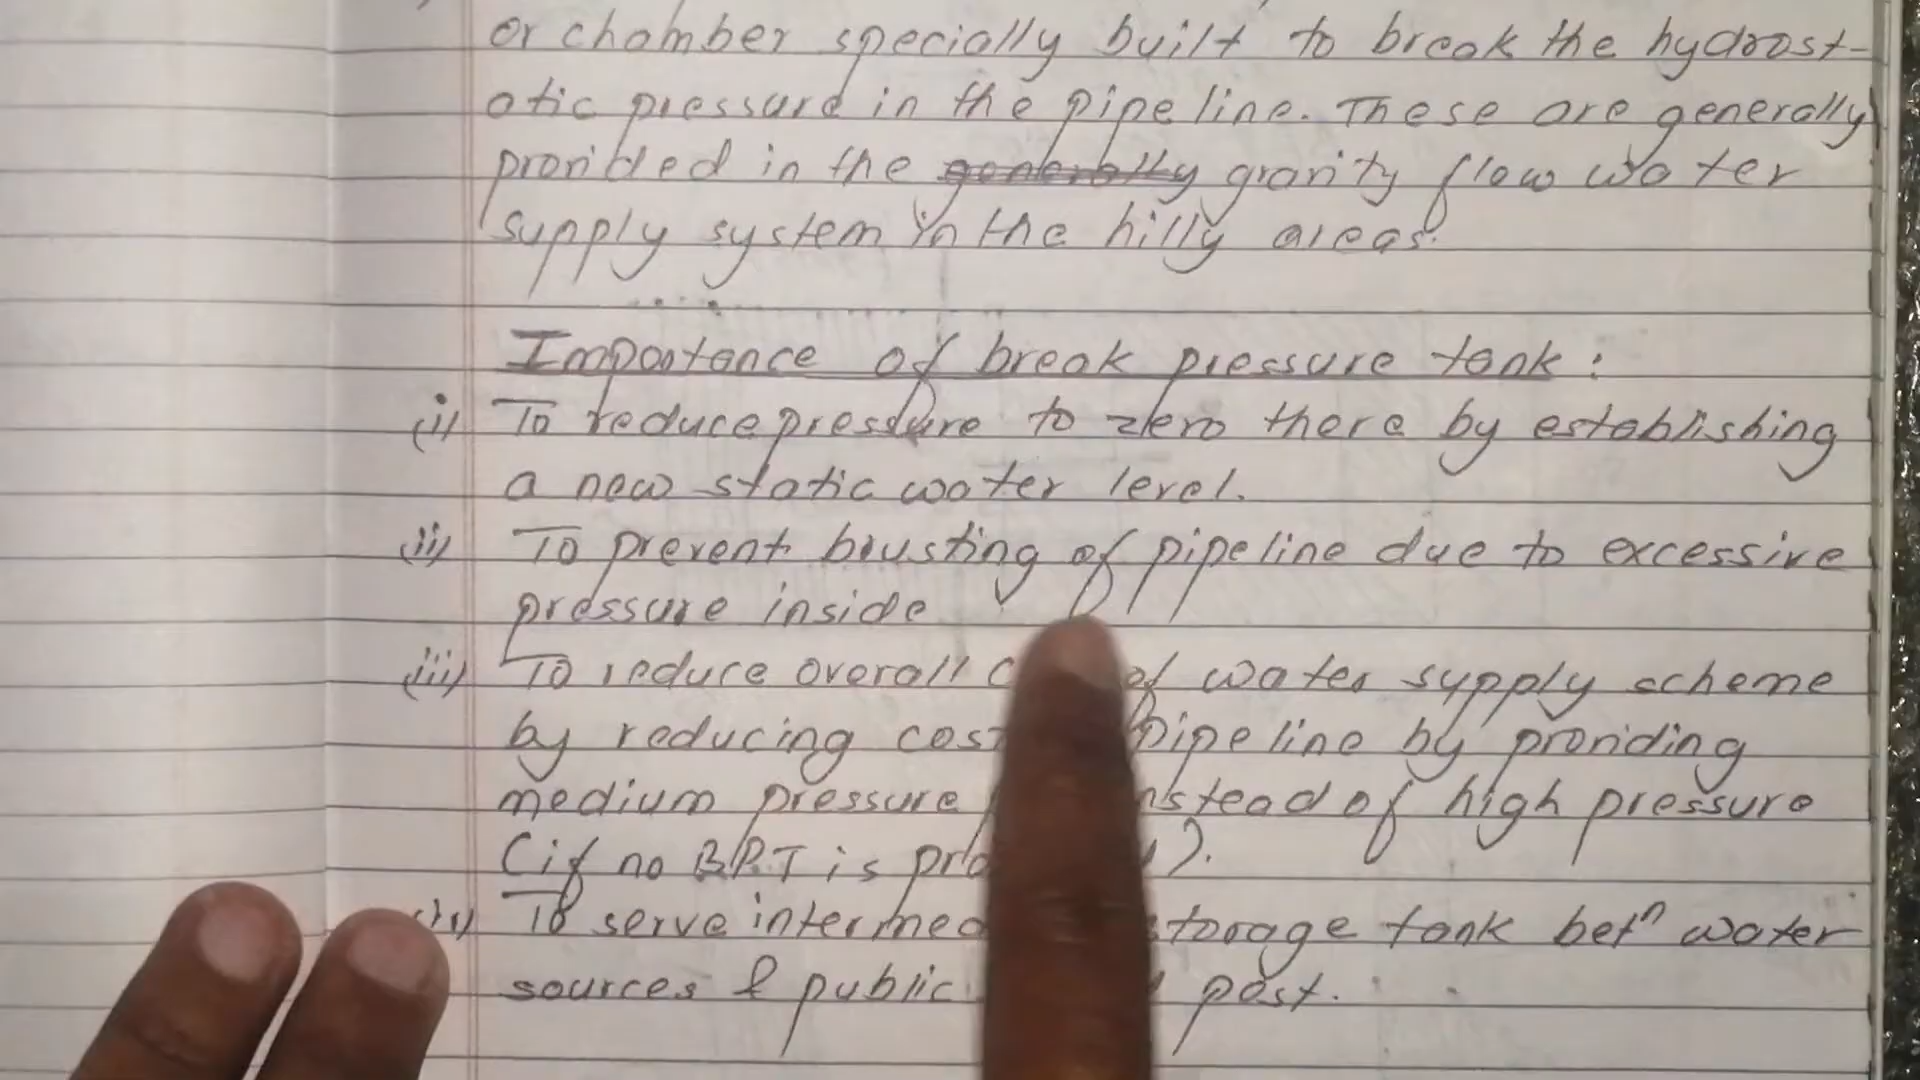 or chamber specially built to break the hydrost-
atic pressure in the pipeline. These are generally
provided in the generally gravity flow water
supply system in the hilly areas.
Importance of break pressure tank:
(i) To reduce pressure to zero there by establishing
a new static water level.
(ii) To prevent brusting of pipeline due to excessive
pressure inside
(iii) To reduce overall of water supply scheme
by reducing cost pipeline by providing
medium pressure instead of high pressure
(if no B.P.T is
(iv) To serve storage tank betn water
sources & public post.